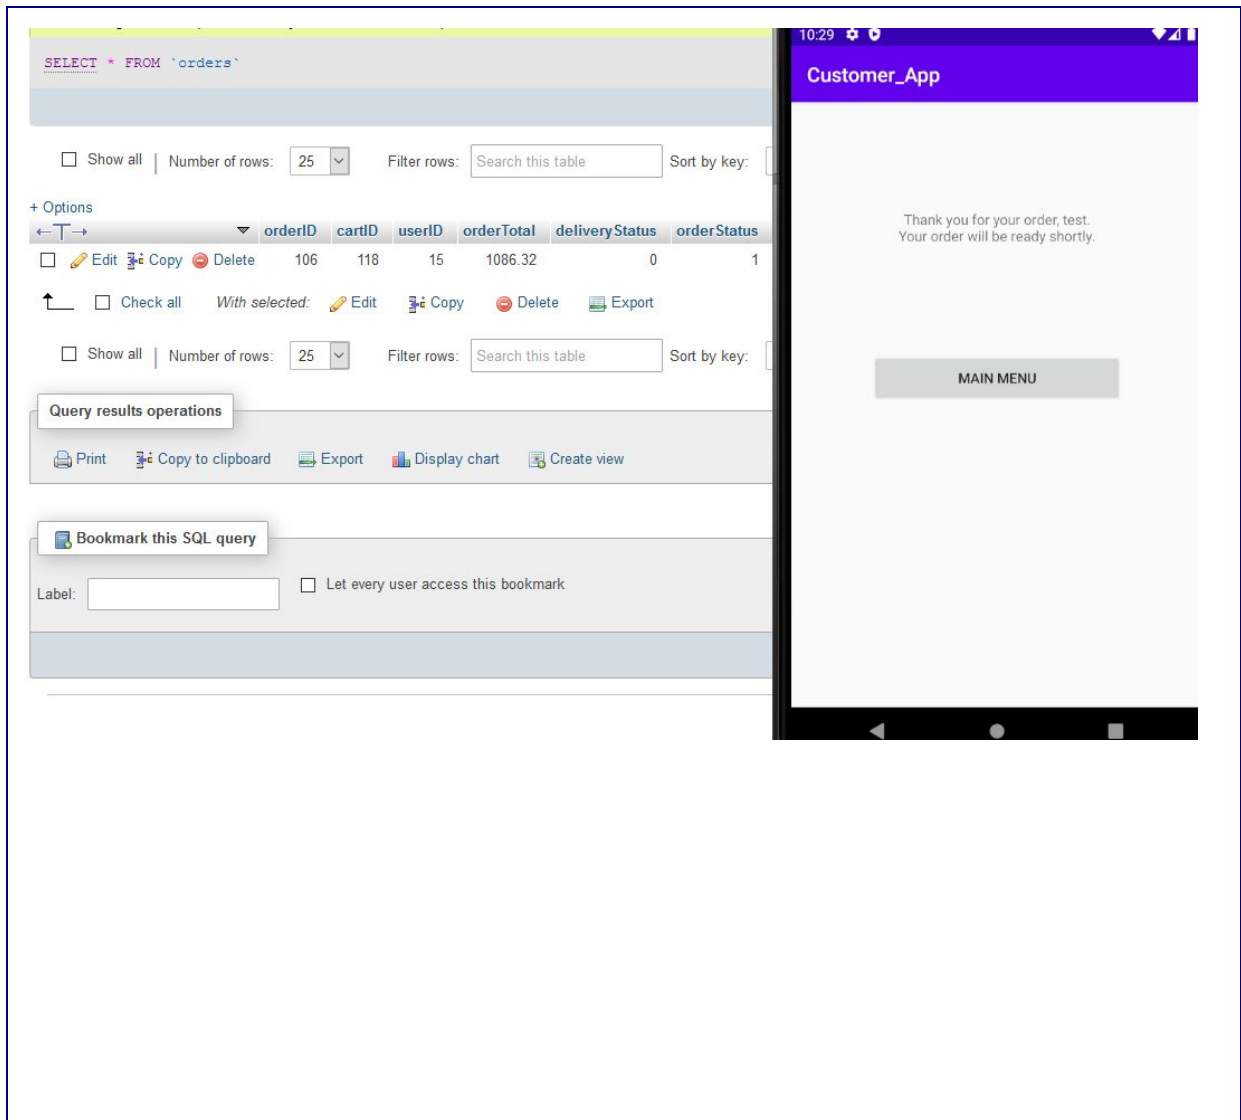 SELECT * FROM `orders`
Show all | Number of rows: 25 Filter rows: Search this table Sort by key:
+ Options
←T→ orderID cartID userID orderTotal deliveryStatus orderStatus
Edit Copy Delete 106 118 15 1086.32 0 1
Check all With selected: Edit Copy Delete Export
Show all | Number of rows: 25 Filter rows: Search this table Sort by key:
Query results operations
Print Copy to clipboard Export Display chart Create view
Bookmark this SQL query
Label: Let every user access this bookmark
10:29
Customer_App
Thank you for your order, test.
Your order will be ready shortly.
MAIN MENU